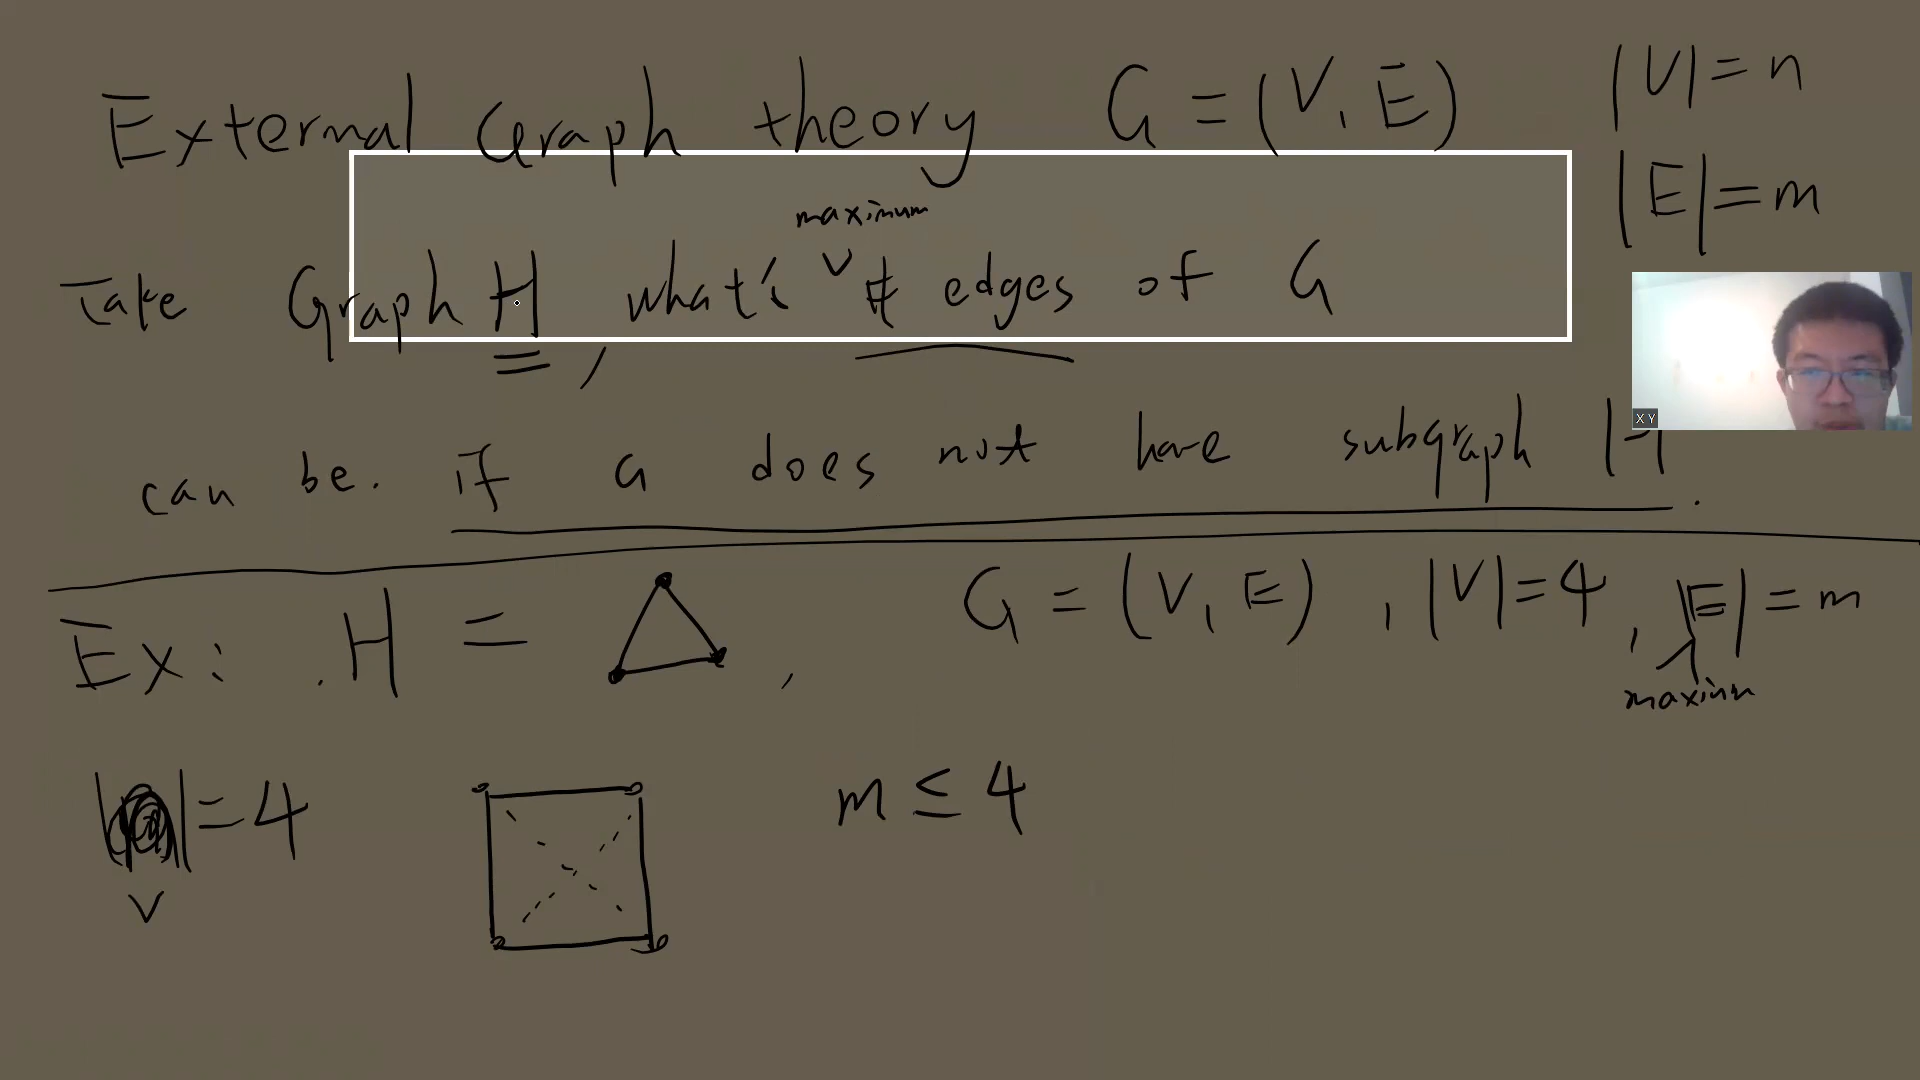 External Graph theory G = (V, E) |V| = n
|E| = m
maximum
Take Graph H, what's ∨ # edges of G
can be. if G does not have subgraph H.
X Y
Ex: . H = , G = (V, E) , |V| = 4 , |E| = m
maximum
| | = 4 m ≤ 4
V